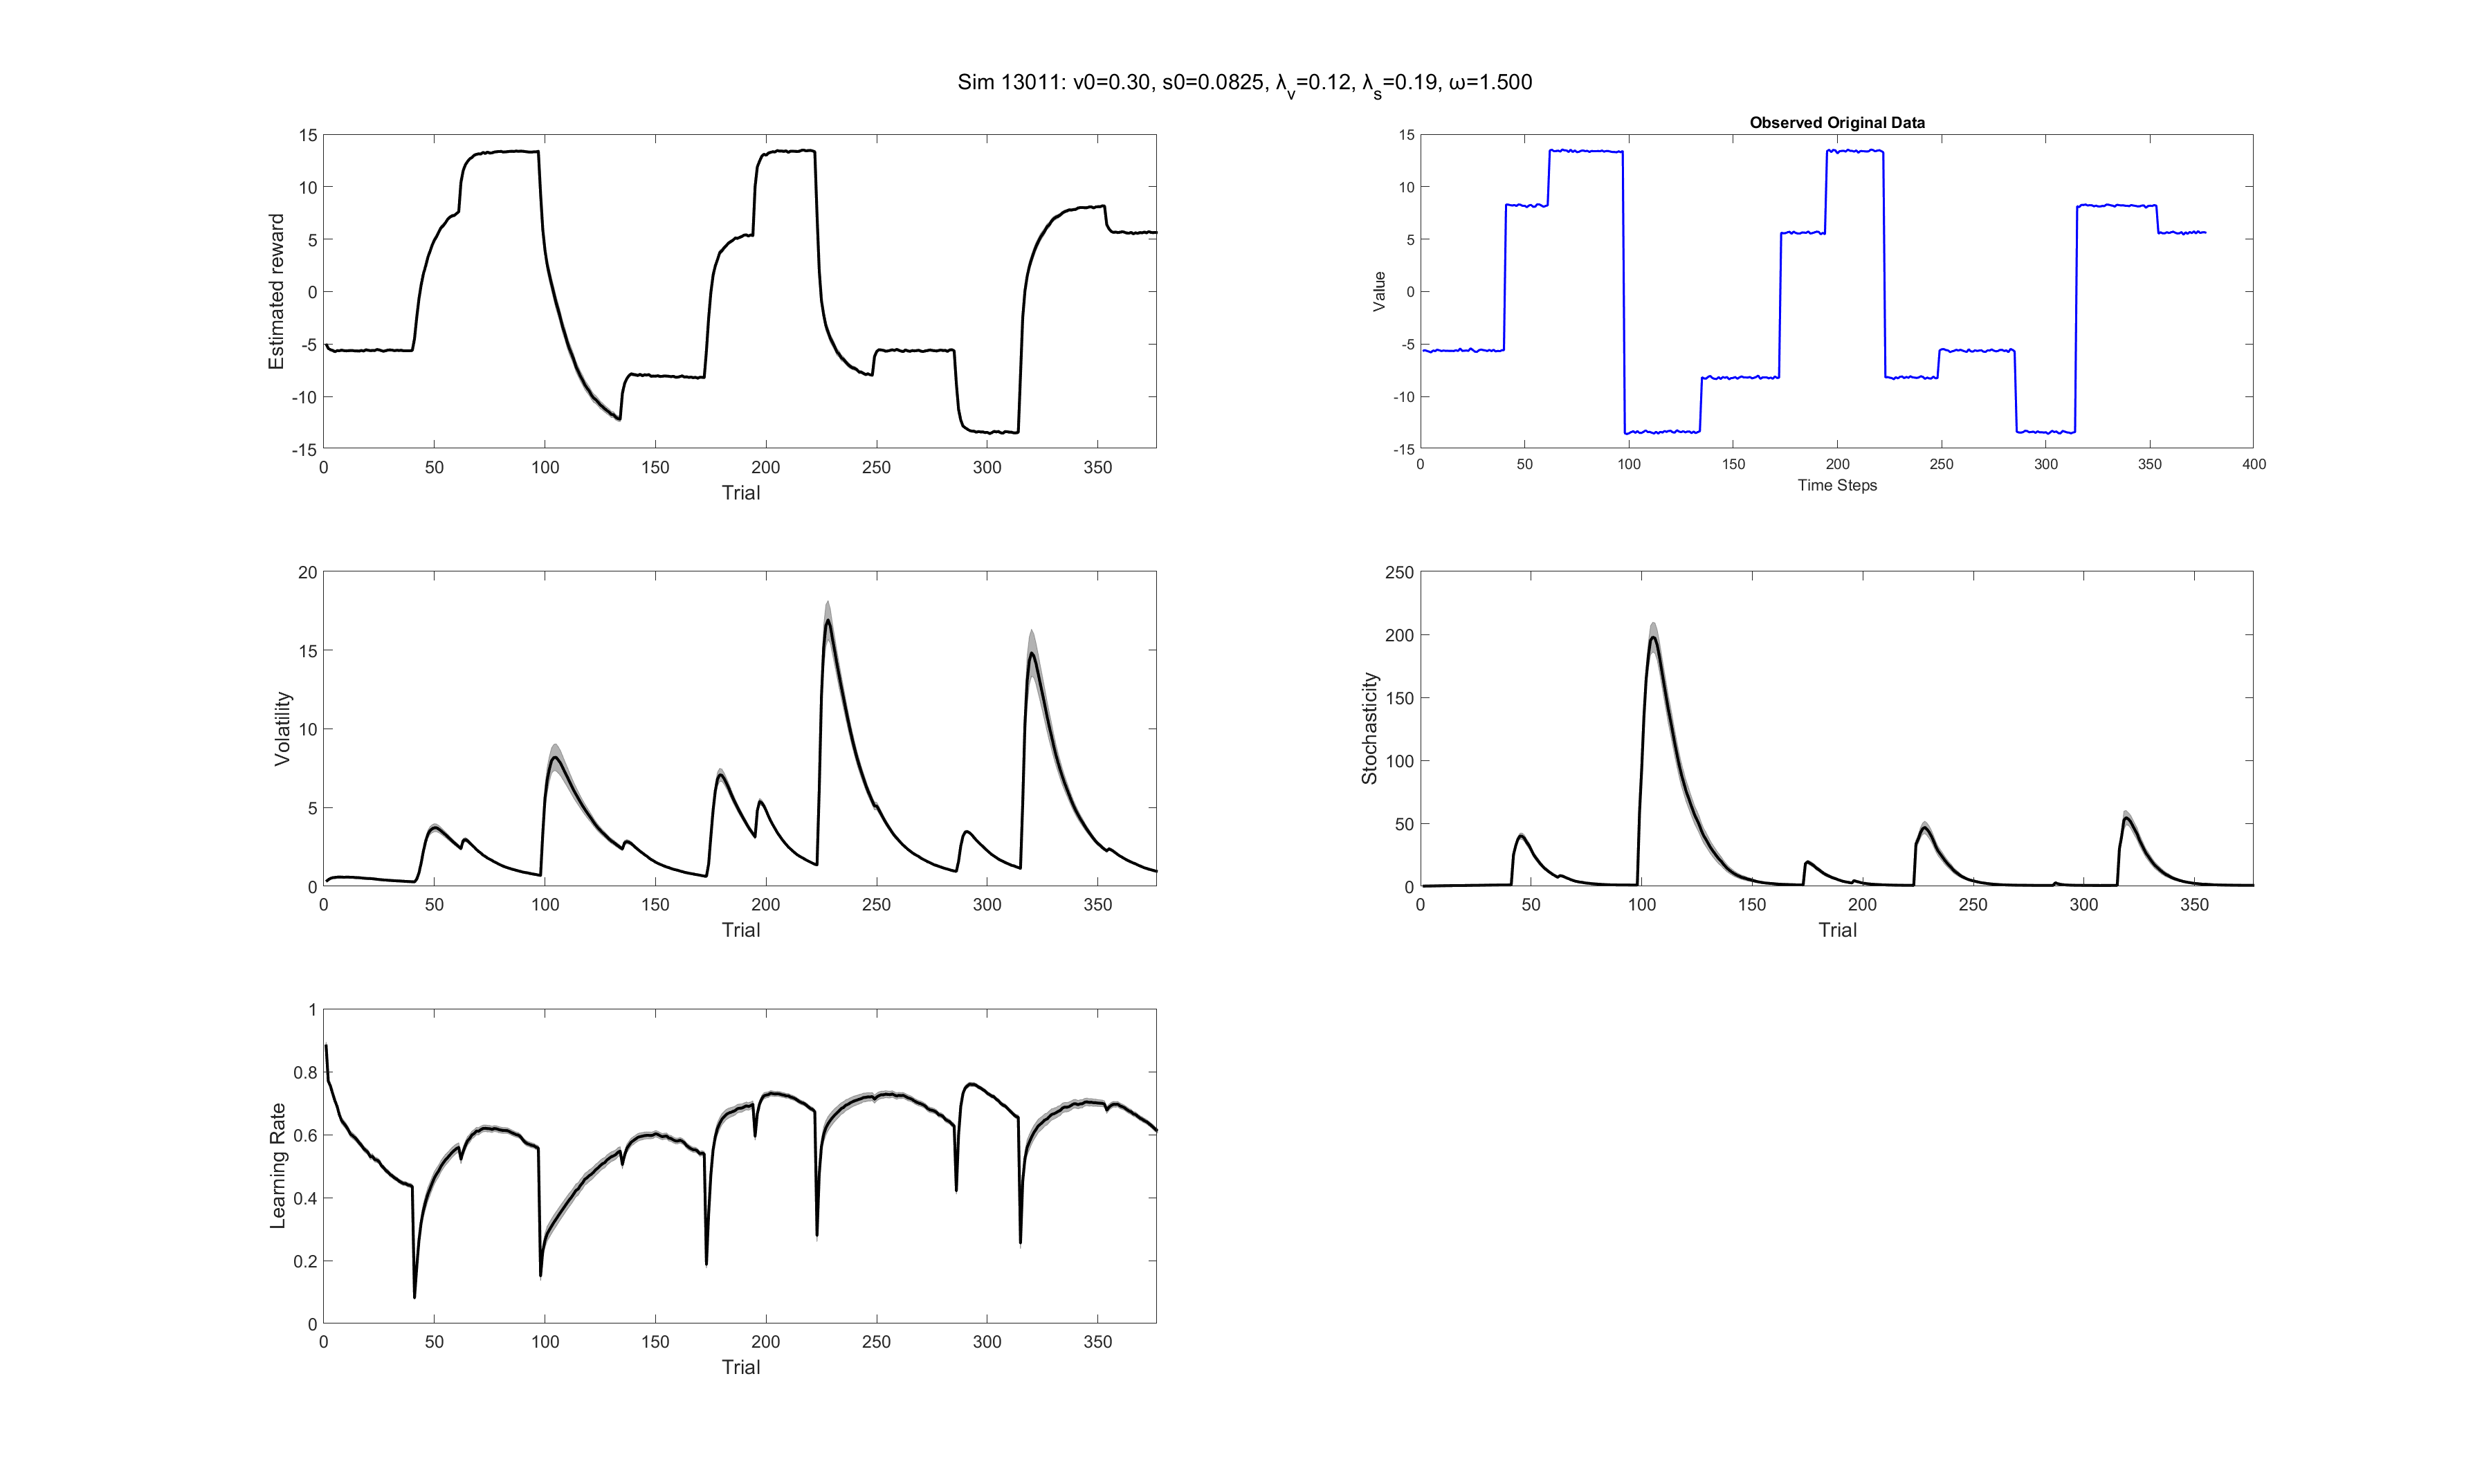 Sim 13011: v0=0.30, s0=0.0825, λv=0.12, λs=0.19, ω=1.500
15
10
5
0
-5
-10
-15
Estimated reward
0 50 100 150 200 250 300 350
Trial
Observed Original Data
15
10
5
0
-5
-10
-15
Value
0 50 100 150 200 250 300 350 400
Time Steps
20
15
10
5
0
Volatility
0 50 100 150 200 250 300 350
Trial
250
200
150
100
50
0
Stochasticity
0 50 100 150 200 250 300 350
Trial
1
0.8
0.6
0.4
0.2
0
Learning Rate
0 50 100 150 200 250 300 350
Trial